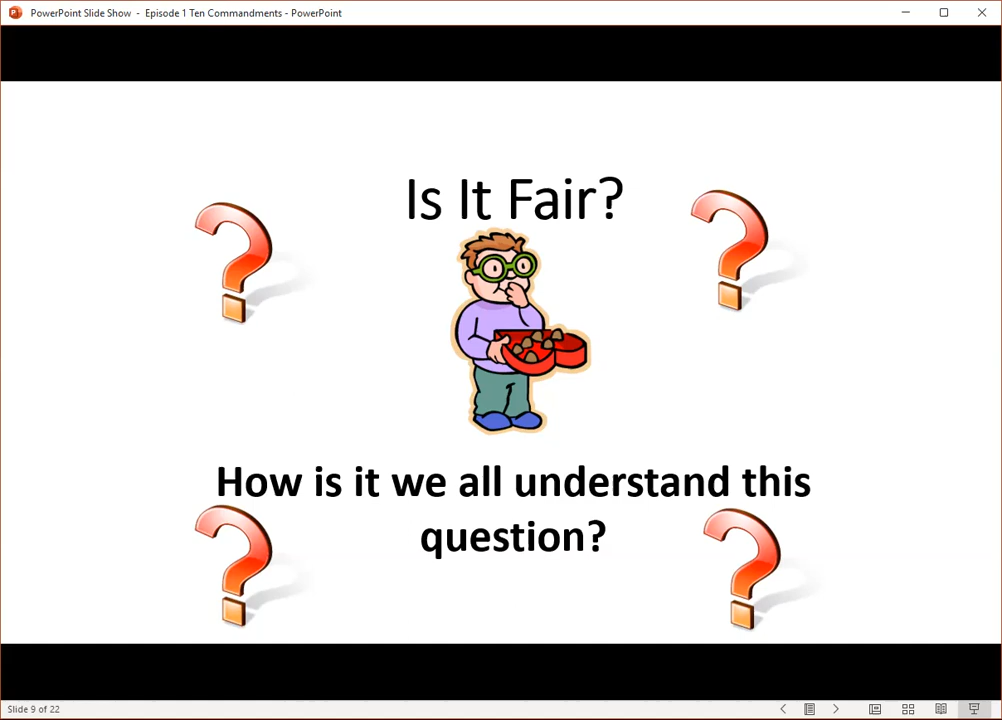 PowerPoint Slide Show - Episode 1 Ten Commandments - PowerPoint
Is It Fair?
How is it we all understand this
question?
Slide 9 of 22